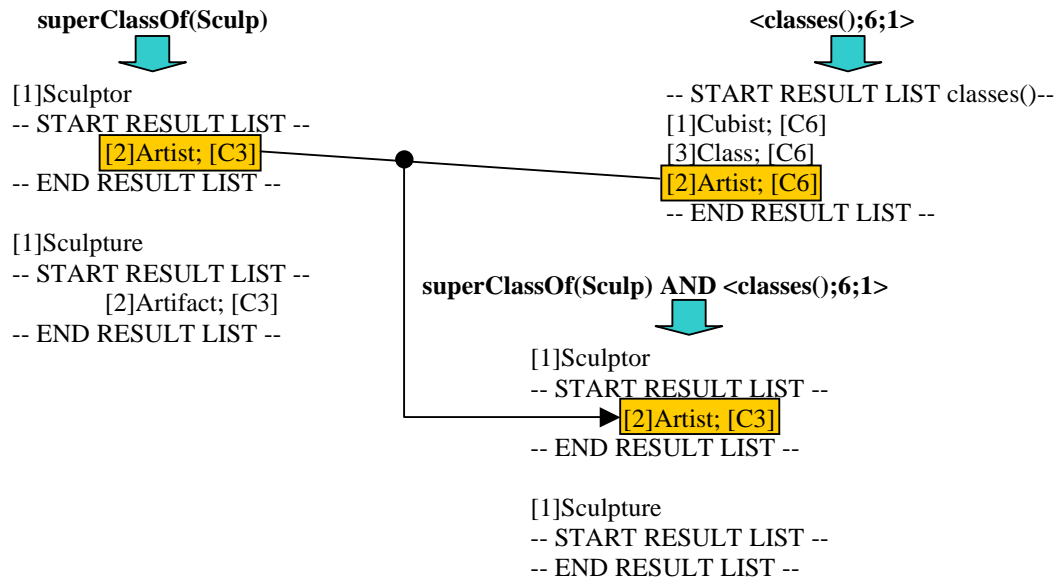 superClassOf(Sculp)
[1]Sculptor
-- START RESULT LIST --
[2]Artist; [C3]
-- END RESULT LIST --
[1]Sculpture
-- START RESULT LIST --
[2]Artifact; [C3]
-- END RESULT LIST --
<classes();6;1>
-- START RESULT LIST classes()--
[1]Cubist; [C6]
[3]Class; [C6]
[2]Artist; [C6]
-- END RESULT LIST --
superClassOf(Sculp) AND <classes();6;1>
[1]Sculptor
-- START RESULT LIST --
[2]Artist; [C3]
-- END RESULT LIST --
[1]Sculpture
-- START RESULT LIST --
-- END RESULT LIST --